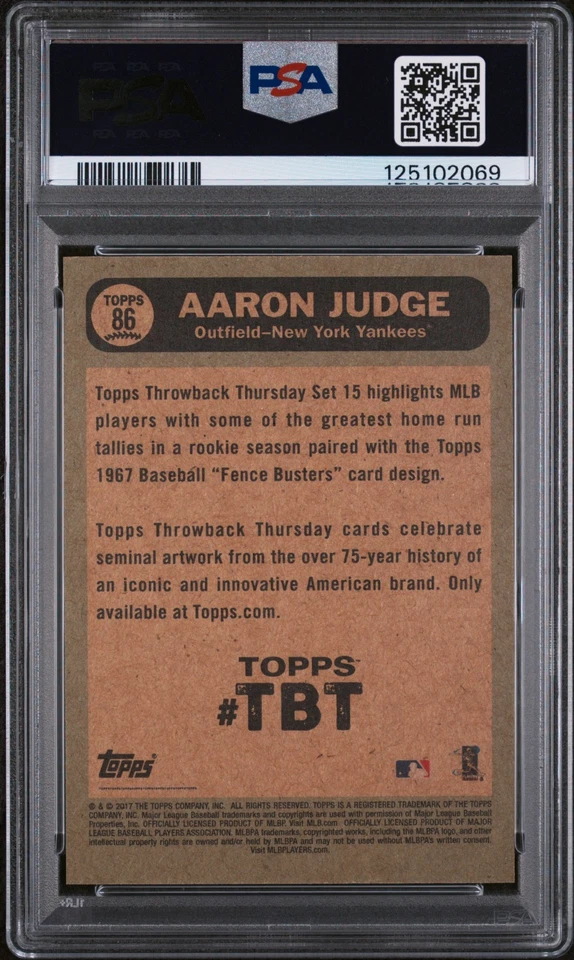 PSA
125102069
TOPPS
86
AARON JUDGE
Outfield–New York Yankees
Topps Throwback Thursday Set 15 highlights MLB
players with some of the greatest home run
tallies in a rookie season paired with the Topps
1967 Baseball “Fence Busters” card design.
Topps Throwback Thursday cards celebrate
seminal artwork from the over 75-year history of
an iconic and innovative American brand. Only
available at Topps.com.
TOPPS™
#TBT
Topps®
® & © 2017 THE TOPPS COMPANY, INC. ALL RIGHTS RESERVED. TOPPS IS A REGISTERED TRADEMARK OF THE TOPPS
COMPANY, INC. Major League Baseball trademarks and copyrights are used with permission of Major League Baseball
Properties, Inc. OFFICIALLY LICENSED PRODUCT OF MLBP. Visit MLB.com. OFFICIALLY LICENSED PRODUCT OF MAJOR
LEAGUE BASEBALL PLAYERS ASSOCIATION. MLBPA trademarks, copyrighted works, including the MLBPA logo, and other
intellectual property rights are owned and/or held by MLBPA and may not be used without MLBPA's written consent.
Visit MLBPLAYERS.com.
PSA